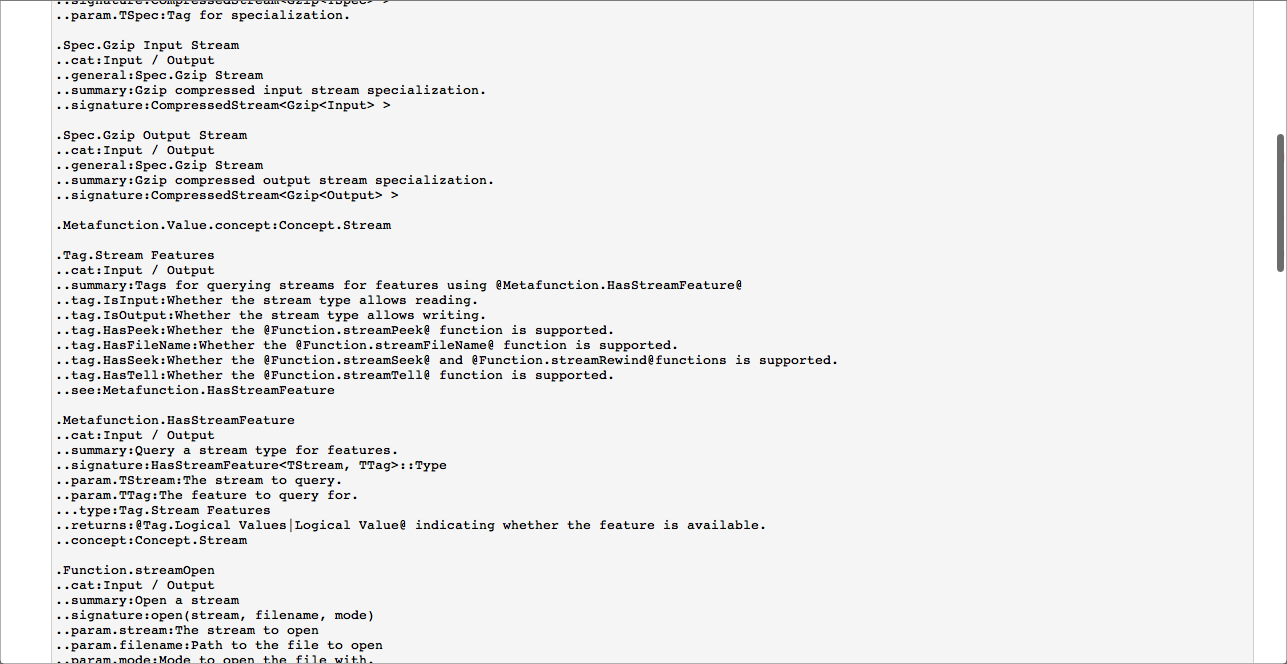 ..signature:CompressedStream<Gzip<TSpec> >
..param.TSpec:Tag for specialization.
.Spec.Gzip Input Stream
..cat:Input / Output
..general:Spec.Gzip Stream
..summary:Gzip compressed input stream specialization.
..signature:CompressedStream<Gzip<Input> >
.Spec.Gzip Output Stream
..cat:Input / Output
..general:Spec.Gzip Stream
..summary:Gzip compressed output stream specialization.
..signature:CompressedStream<Gzip<Output> >
.Metafunction.Value.concept:Concept.Stream
.Tag.Stream Features
..cat:Input / Output
..summary:Tags for querying streams for features using @Metafunction.HasStreamFeature@
..tag.IsInput:Whether the stream type allows reading.
..tag.IsOutput:Whether the stream type allows writing.
..tag.HasPeek:Whether the @Function.streamPeek@ function is supported.
..tag.HasFileName:Whether the @Function.streamFileName@ function is supported.
..tag.HasSeek:Whether the @Function.streamSeek@ and @Function.streamRewind@functions is supported.
..tag.HasTell:Whether the @Function.streamTell@ function is supported.
..see:Metafunction.HasStreamFeature
.Metafunction.HasStreamFeature
..cat:Input / Output
..summary:Query a stream type for features.
..signature:HasStreamFeature<TStream, TTag>::Type
..param.TStream:The stream to query.
..param.TTag:The feature to query for.
...type:Tag.Stream Features
..returns:@Tag.Logical Values|Logical Value@ indicating whether the feature is available.
..concept:Concept.Stream
.Function.streamOpen
..cat:Input / Output
..summary:Open a stream
..signature:open(stream, filename, mode)
..param.stream:The stream to open
..param.filename:Path to the file to open
..param.mode:Mode to open the file with.